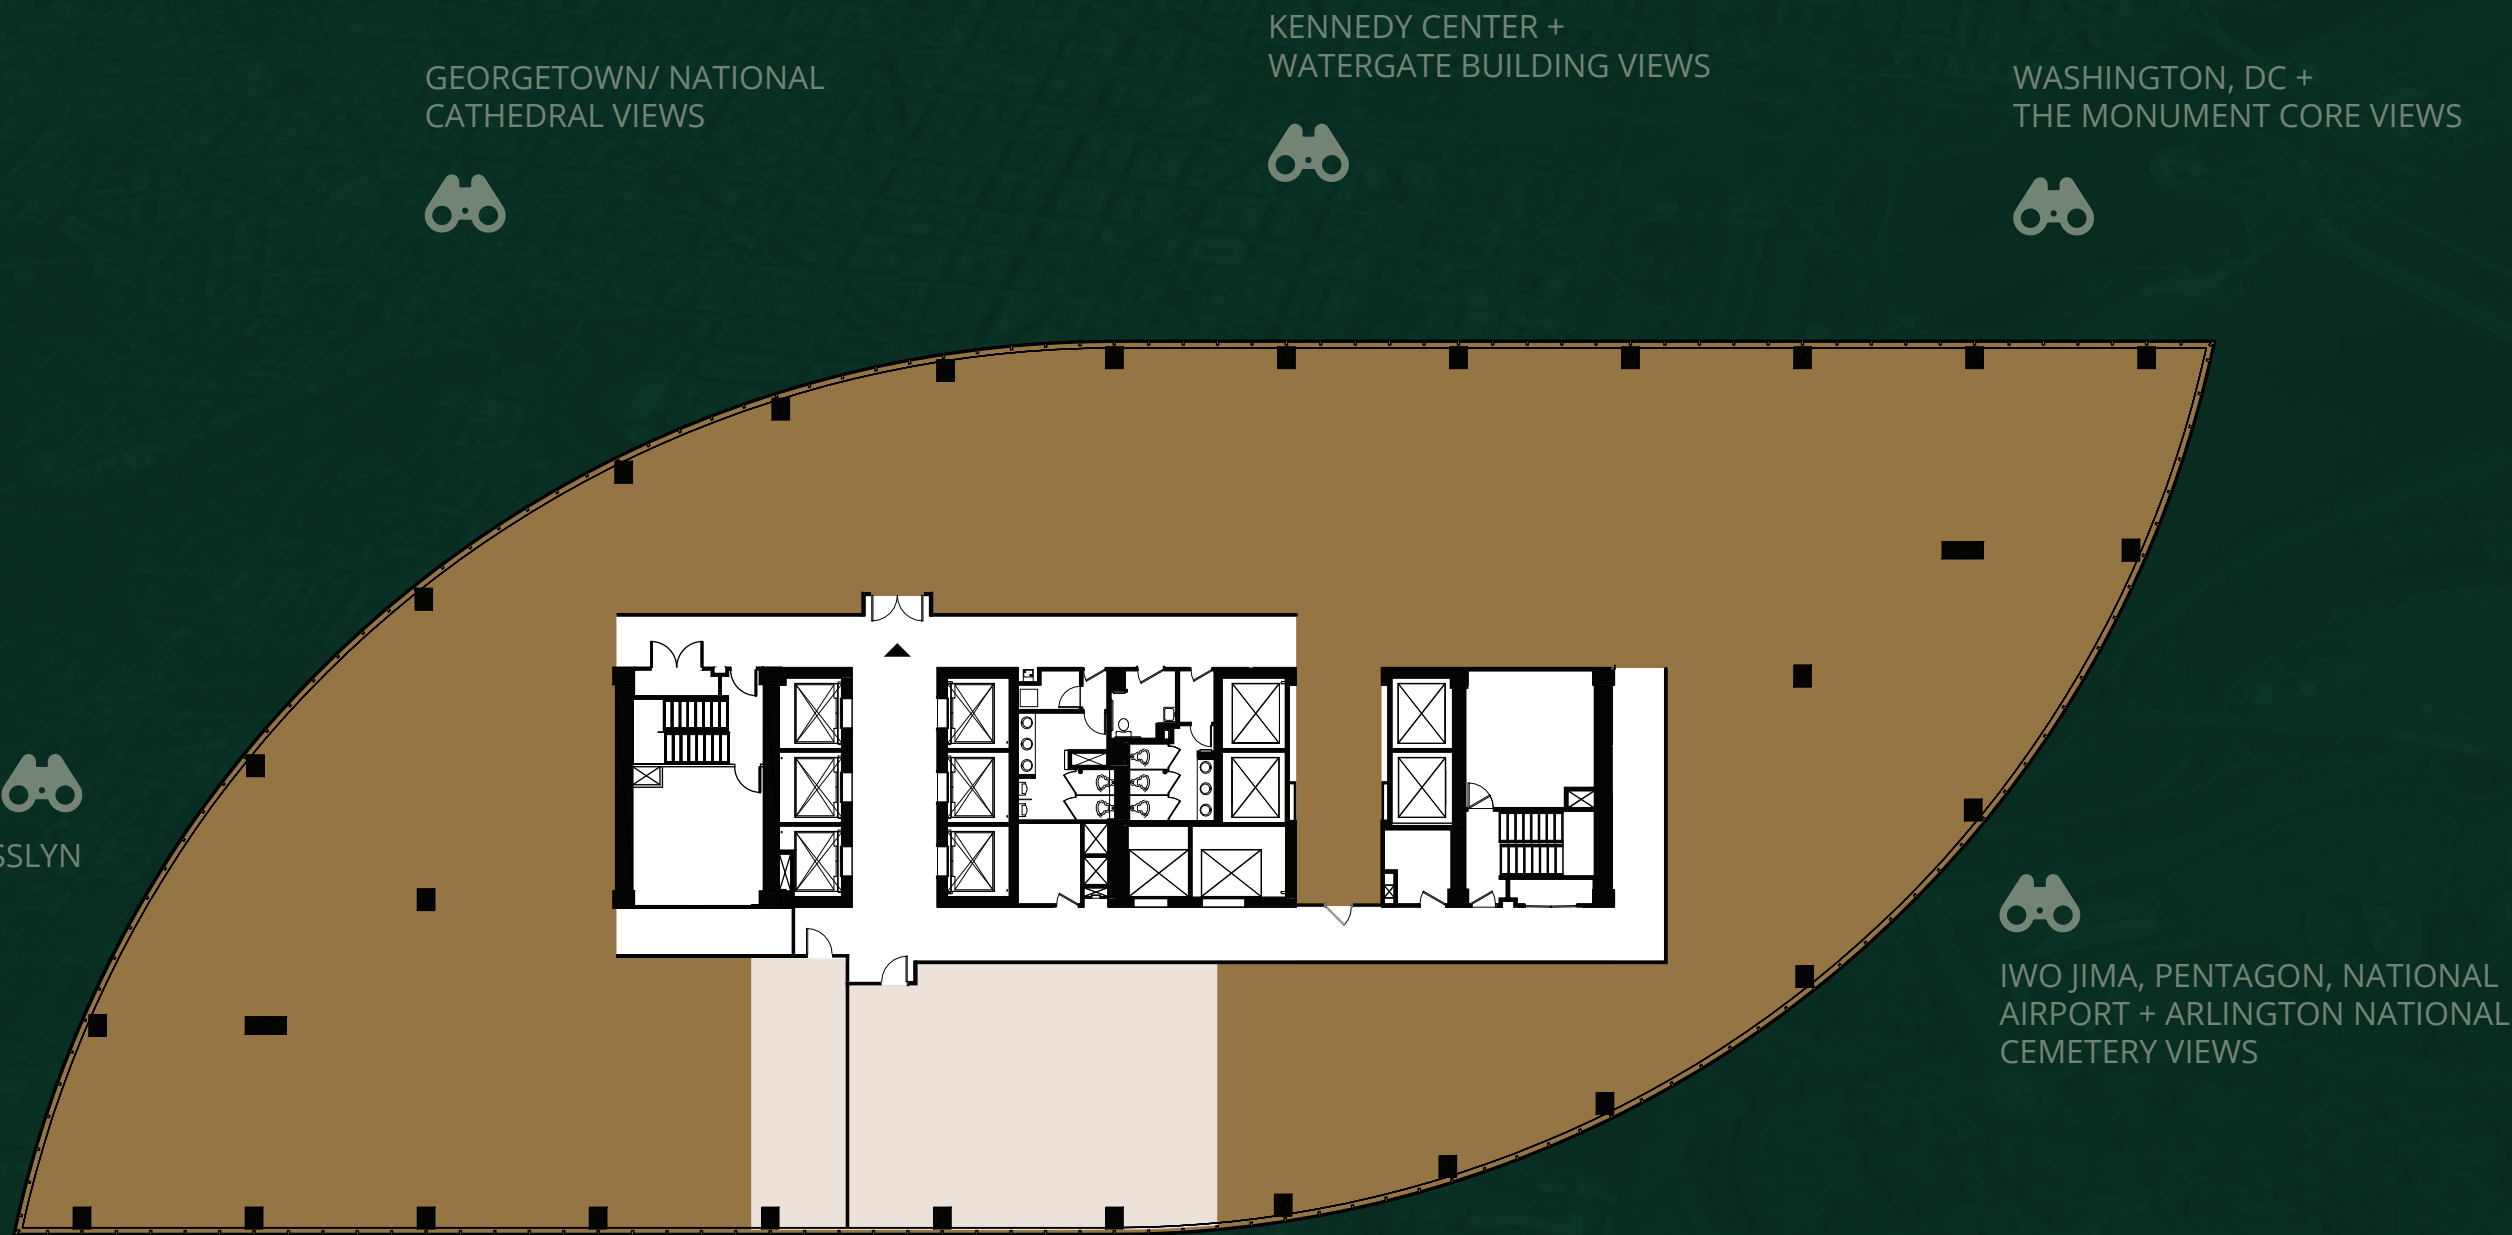 KENNEDY CENTER +
WATERGATE BUILDING VIEWS
GEORGETOWN/ NATIONAL
CATHEDRAL VIEWS
WASHINGTON, DC +
THE MONUMENT CORE VIEWS
SSLYN
IWO JIMA, PENTAGON, NATIONAL
AIRPORT + ARLINGTON NATIONAL
CEMETERY VIEWS